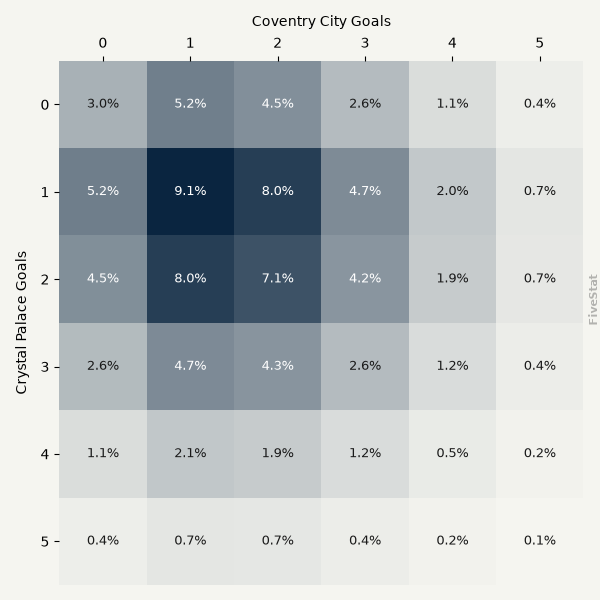 Coventry City Goals
0 1 2 3 4 5
0 3.0% 5.2% 4.5% 2.6% 1.1% 0.4%
1 5.2% 9.1% 8.0% 4.7% 2.0% 0.7%
2 4.5% 8.0% 7.1% 4.2% 1.9% 0.7%
3 2.6% 4.7% 4.3% 2.6% 1.2% 0.4%
4 1.1% 2.1% 1.9% 1.2% 0.5% 0.2%
5 0.4% 0.7% 0.7% 0.4% 0.2% 0.1%
Crystal Palace Goals
FiveStat